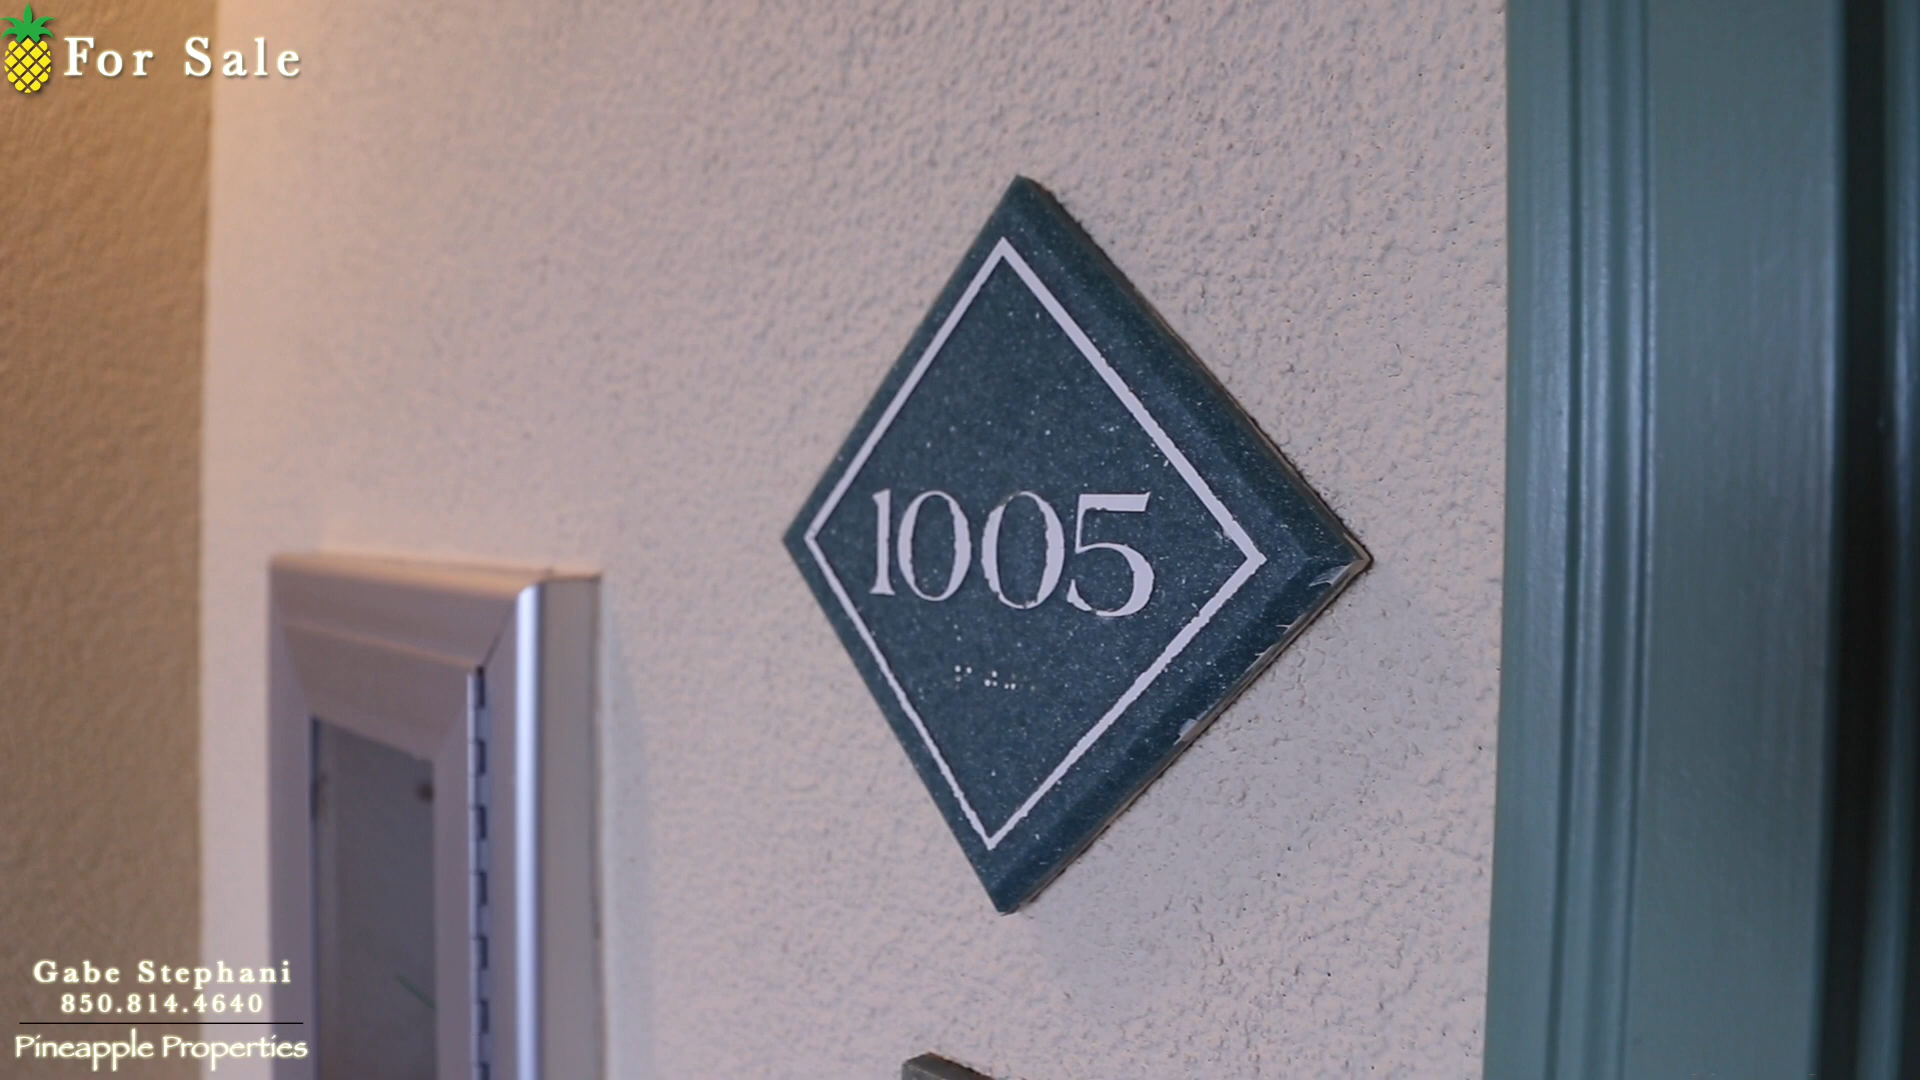 For Sale
1005
Gabe Stephani
850.814.4640
Pineapple Properties